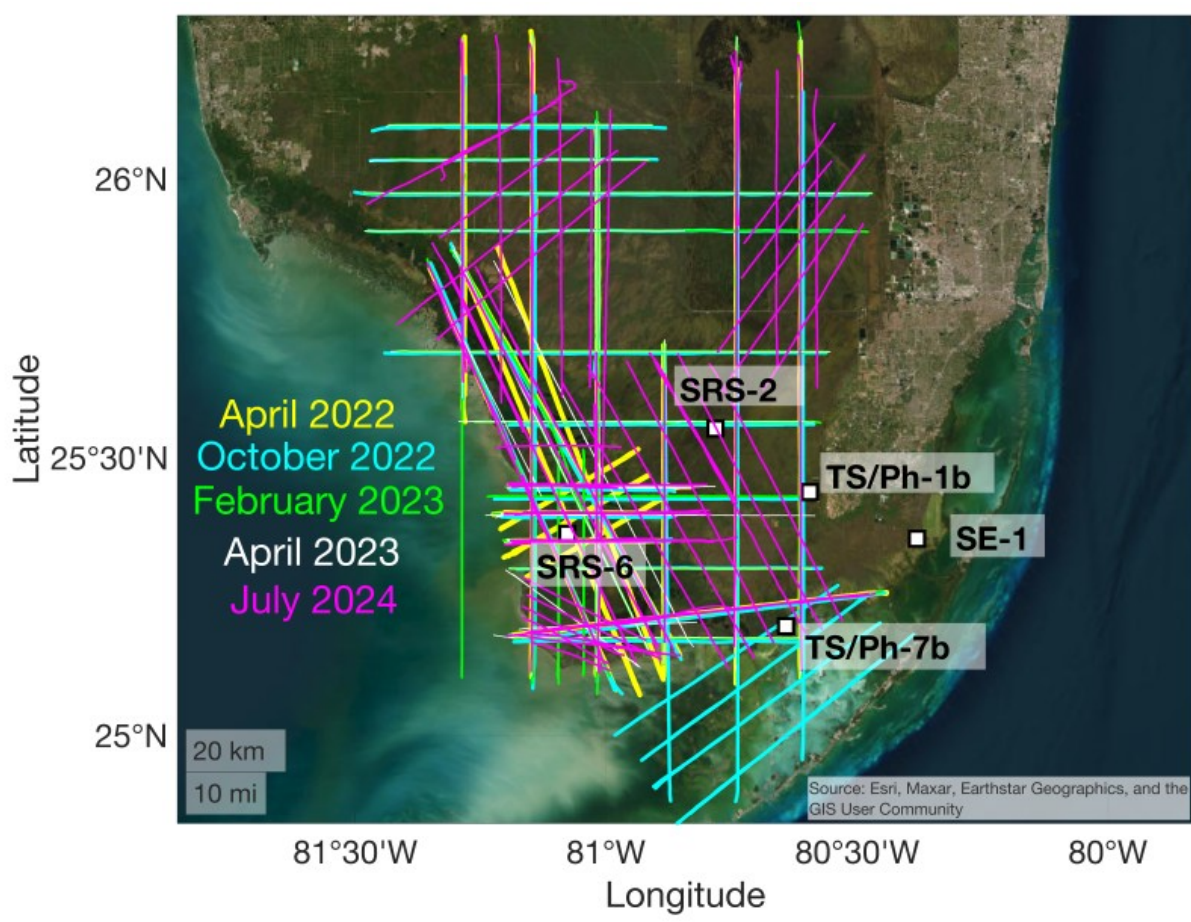 26°N
SRS-2
April 2022
October 2022
Latitude
25°30'N
TS/Ph-1b
February 2023
April 2023
SE-1
SRS-6
July 2024
TS/Ph-7b
25°N
20 km
10 mi
Source: Esri, Maxar, Earthstar Geographics, and the
GIS User Community
81°30'W
81°W
80°30'W
80°W
Longitude